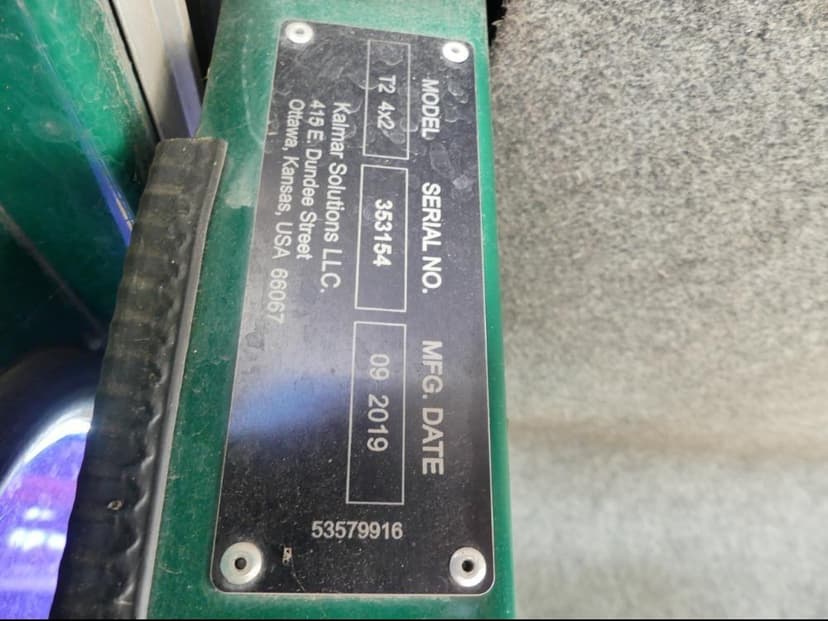 MODEL SERIAL NO. MFG. DATE
T2 4x2 353154 09 2019
Kalmar Solutions LLC.
415 E. Dundee Street
Ottawa, Kansas, USA 66067
53579916